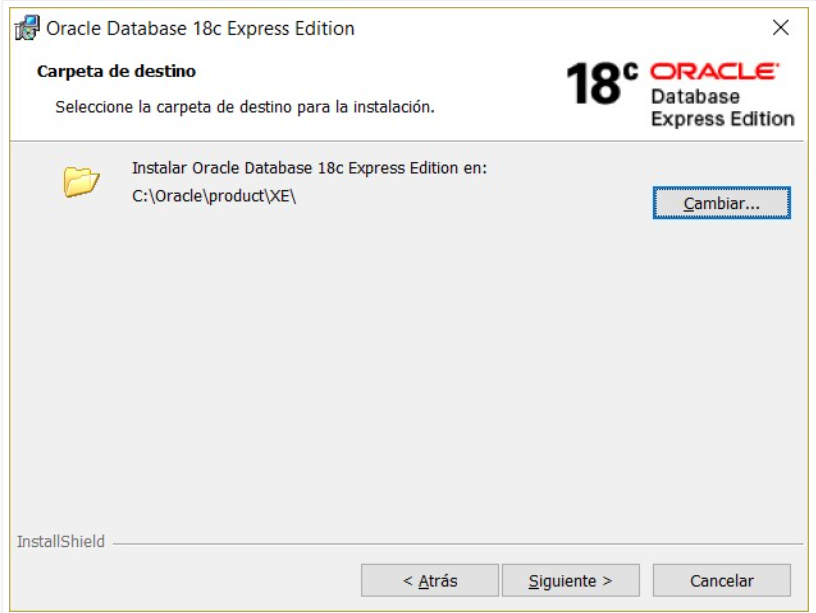 Oracle Database 18c Express Edition
Carpeta de destino
Seleccione la carpeta de destino para la instalación.
18c ORACLE
Database
Express Edition
Instalar Oracle Database 18c Express Edition en:
C:\Oracle\product\XE\
Cambiar...
InstallShield
< Atrás
Siguiente >
Cancelar